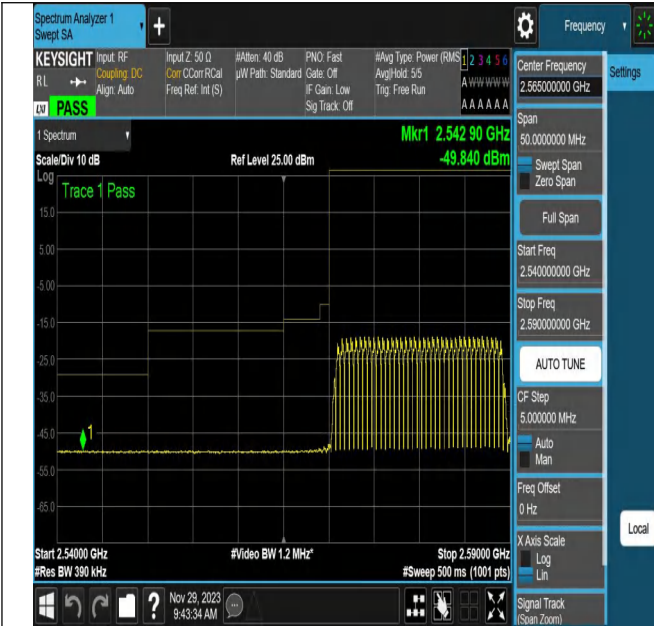 Spectrum Analyzer 1
Swept SA
+
Frequency
KEYSIGHT
RL
Input: RF
Coupling: DC
Align: Auto
Input Z: 50 Ω
Corr CCorr RCal
Freq Ref: Int (S)
#Atten: 40 dB
µW Path: Standard
PNO: Fast
Gate: Off
IF Gain: Low
Sig Track: Off
#Avg Type: Power (RMS
Avg|Hold: 5/5
Trig: Free Run
1 2 3 4 5 6
A W W W W W
A A A A A A
LXI PASS
1 Spectrum
Scale/Div 10 dB
Ref Level 25.00 dBm
Mkr1 2.542 90 GHz
-49.840 dBm
Log
Trace 1 Pass
15.0
5.00
-5.00
-15.0
-25.0
-35.0
-45.0
-55.0
-65.0
1
Start 2.54000 GHz
#Video BW 1.2 MHz*
Stop 2.59000 GHz
#Res BW 390 kHz
#Sweep 500 ms (1001 pts)
Nov 29, 2023
9:43:34 AM
Center Frequency
2.565000000 GHz
Settings
Span
50.0000000 MHz
Swept Span
Zero Span
Full Span
Start Freq
2.540000000 GHz
Stop Freq
2.590000000 GHz
AUTO TUNE
CF Step
5.000000 MHz
Auto
Man
Freq Offset
0 Hz
X Axis Scale
Log
Lin
Local
Signal Track
(Span Zoom)